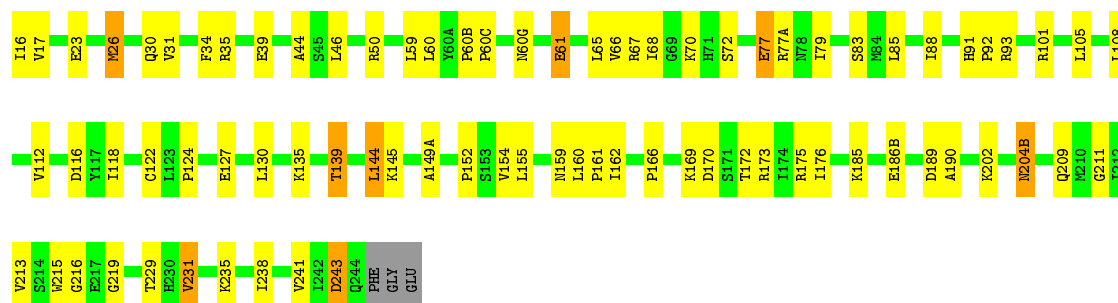 I16 V17 E23 M26 Q30 V31 F34 R35 E39 A44 S45 L46 R50 L59 L60 Y60A P60B P60C N60G E61 L65 V66 R67 I68 G69 K70 H71 S72 E77 R77A N78 I79 S83 M84 L85 I88 H91 P92 R93 R101 L105
V112 D116 Y117 I118 C122 L123 P124 E127 L130 K135 T139 L144 K145 A149A P152 S153 V154 L155 N159 L160 P161 I162 P166 K169 D170 S171 T172 R173 I174 R175 I176 K185 E186B D189 A190 K202 N204B Q209 M210 G211 I212
V213 S214 W215 G216 E217 G219 T229 H230 V231 K235 I238 V241 I242 D243 Q244 PHE GLY GLU